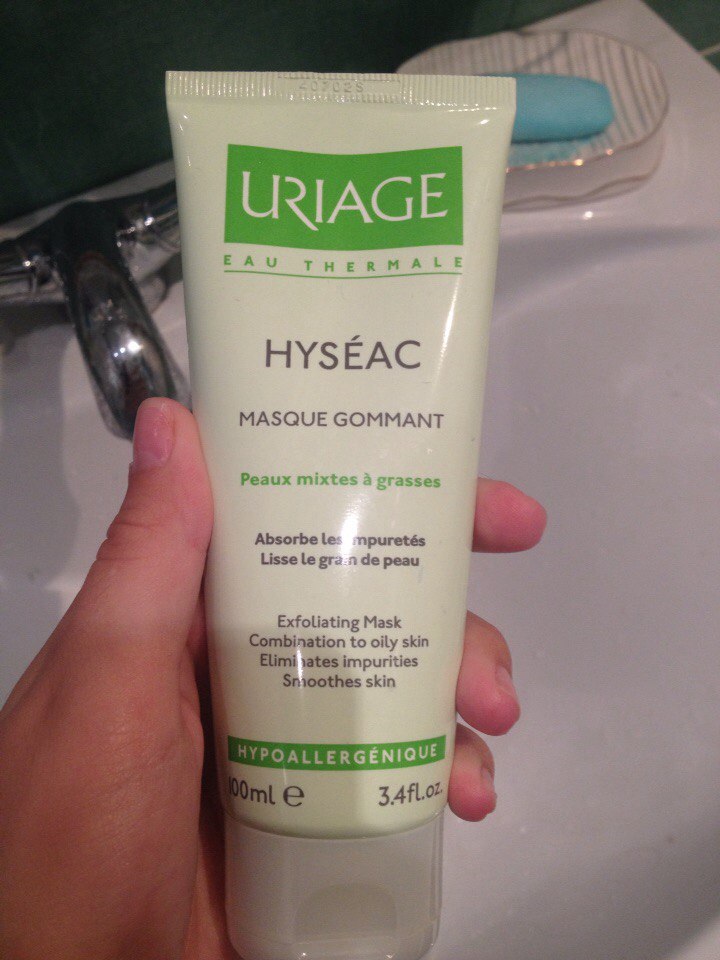 URIAGE
EAU THERMALE
HYSÉAC
MASQUE GOMMANT
Peaux mixtes à grasses
Absorbe les impuretés
Lisse le grain de peau
Exfoliating Mask
Combination to oily skin
Eliminates impurities
Smoothes skin
HYPOALLERGÉNIQUE
100ml e 3.4fl.oz.